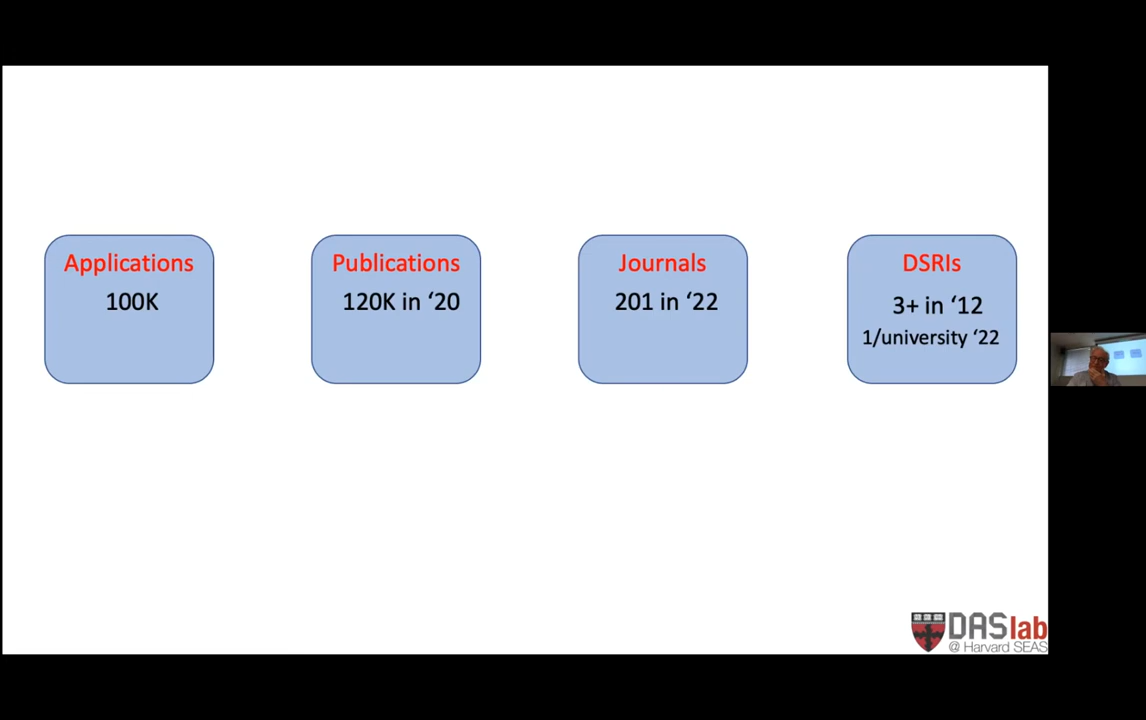 Applications
100K
Publications
120K in ‘20
Journals
201 in ‘22
DSRIs
3+ in ‘12
1/university ‘22
DASlab
@ Harvard SEAS